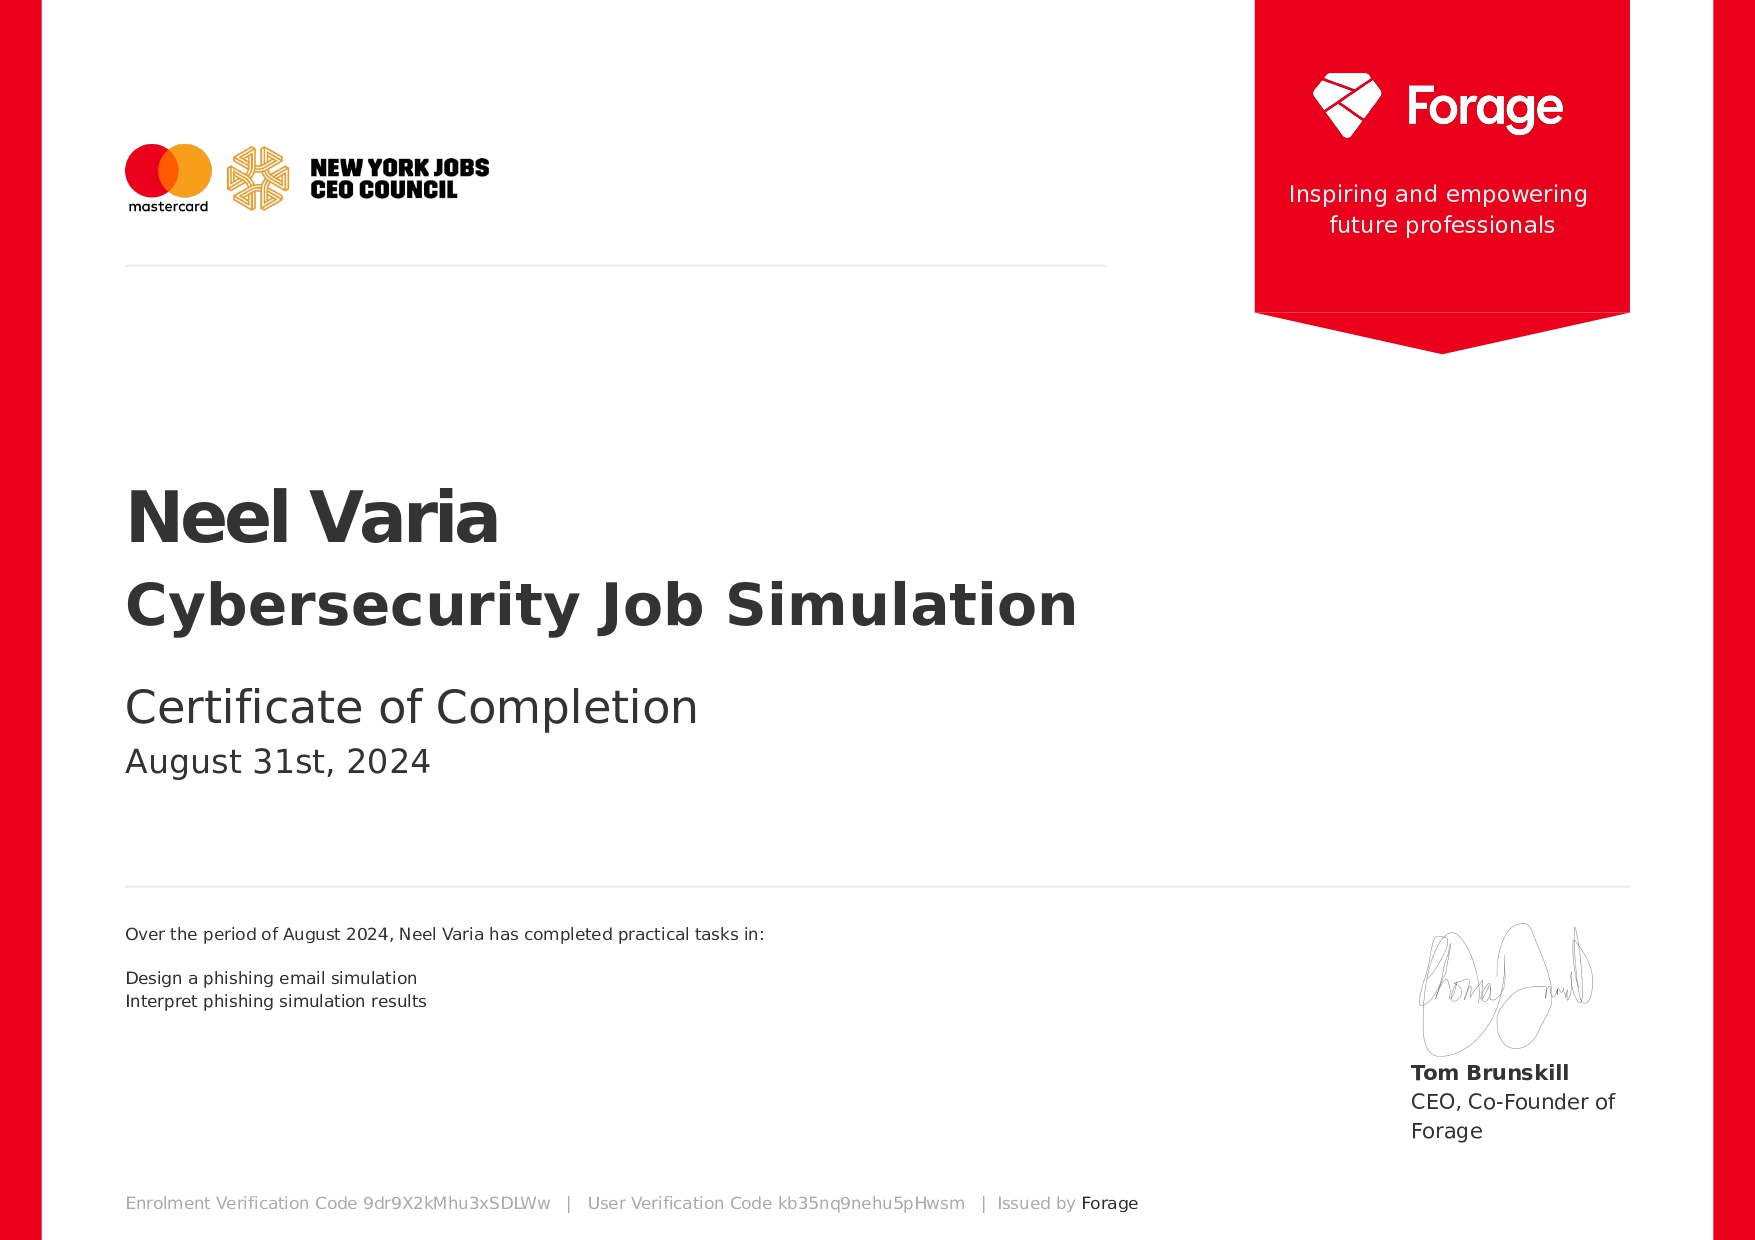 mastercard
NEW YORK JOBS
CEO COUNCIL
Forage
Inspiring and empowering
future professionals
Neel Varia
Cybersecurity Job Simulation
Certificate of Completion
August 31st, 2024
Over the period of August 2024, Neel Varia has completed practical tasks in:
Design a phishing email simulation
Interpret phishing simulation results
Tom Brunskill
CEO, Co-Founder of
Forage
Enrolment Verification Code 9dr9X2kMhu3xSDLWw | User Verification Code kb35nq9nehu5pHwsm | Issued by Forage